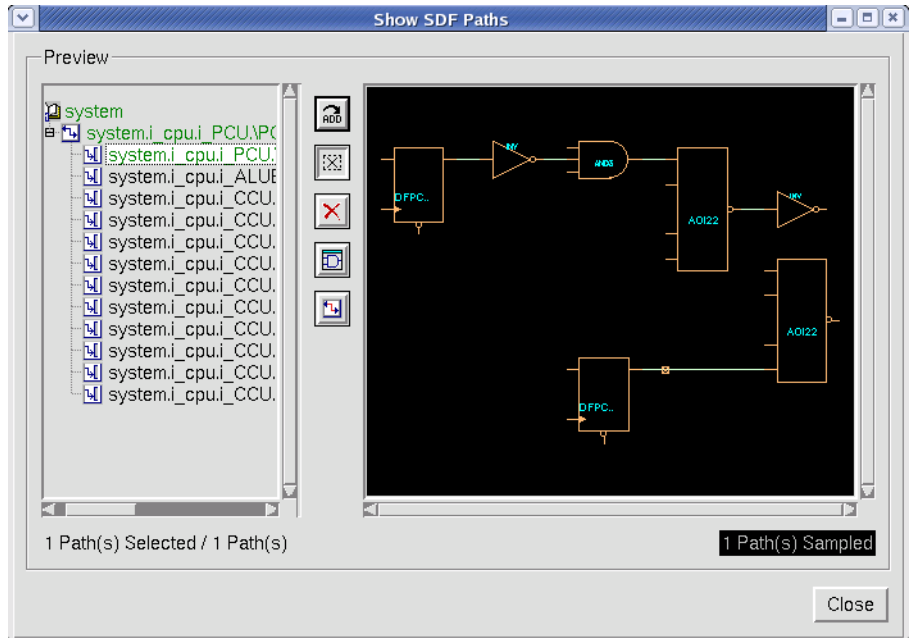 Show SDF Paths
Preview
system
system.i_cpu.i_PCU.\P
system.i_cpu.i_PCU.
system.i_cpu.i_ALUB
system.i_cpu.i_CCU.
system.i_cpu.i_CCU.
system.i_cpu.i_CCU.
system.i_cpu.i_CCU.
system.i_cpu.i_CCU.
system.i_cpu.i_CCU.
system.i_cpu.i_CCU.
system.i_cpu.i_CCU.
system.i_cpu.i_CCU.
system.i_cpu.i_CCU.
ADD
INV
DFPC..
AOI22
INV
AOI22
DFPC..
1 Path(s) Selected / 1 Path(s)
1 Path(s) Sampled
Close